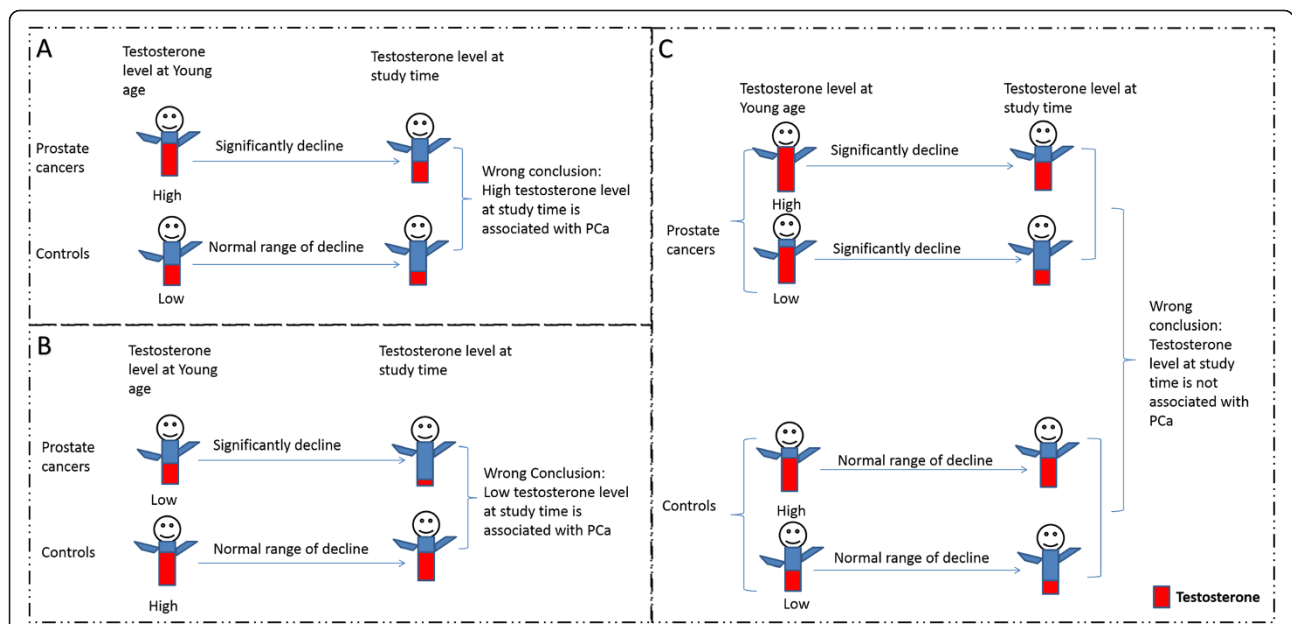 A
Testosterone
level at Young
age
Testosterone level at
study time
Prostate
cancers
Significantly decline
High
Controls
Normal range of decline
Low
Wrong conclusion:
High testosterone level
at study time is
associated with PCa
B
Testosterone
level at Young
age
Testosterone level at
study time
Prostate
cancers
Significantly decline
Low
Controls
Normal range of decline
High
Wrong Conclusion:
Low testosterone level
at study time is
associated with PCa
C
Testosterone level at
Young age
Testosterone level at
study time
Significantly decline
High
Prostate
cancers
Significantly decline
Low
Wrong
conclusion:
Testosterone
level at study
time is not
associated with
PCa
Normal range of decline
High
Controls
Normal range of decline
Low
Testosterone